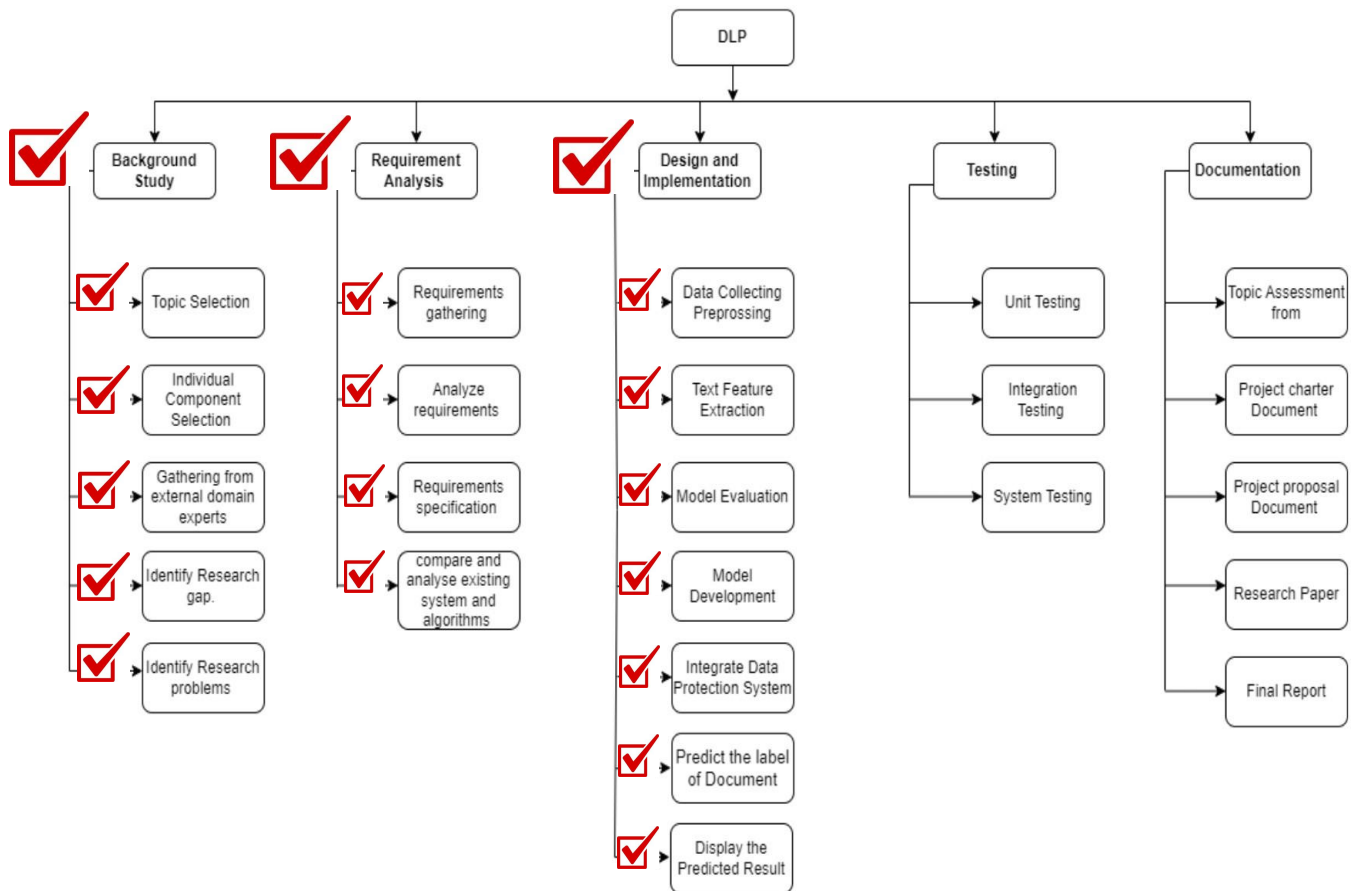 DLP
Background
Study
Requirement
Analysis
Design and
Implementation
Testing
Documentation
Topic Selection
Individual
Component
Selection
Gathering from
external domain
experts
Identify Research
gap.
Identify Research
problems
Requirements
gathering
Analyze
requirements
Requirements
specification
compare and
analyse existing
system and
algorithms
Data Collecting
Preprossing
Text Feature
Extraction
Model Evaluation
Model
Development
Integrate Data
Protection System
Predict the label
of Document
Display the
Predicted Result
Unit Testing
Integration
Testing
System Testing
Topic Assessment
from
Project charter
Document
Project proposal
Document
Research Paper
Final Report